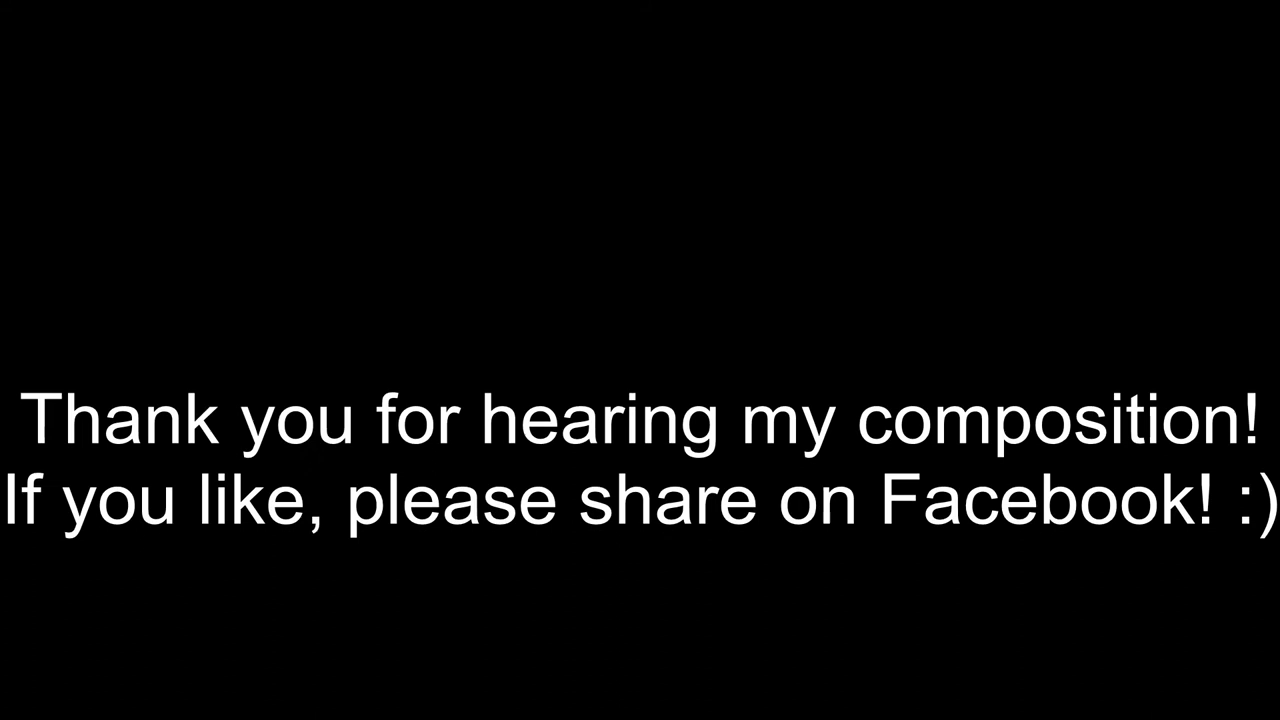 Thank you for hearing my composition!
If you like, please share on Facebook! :)